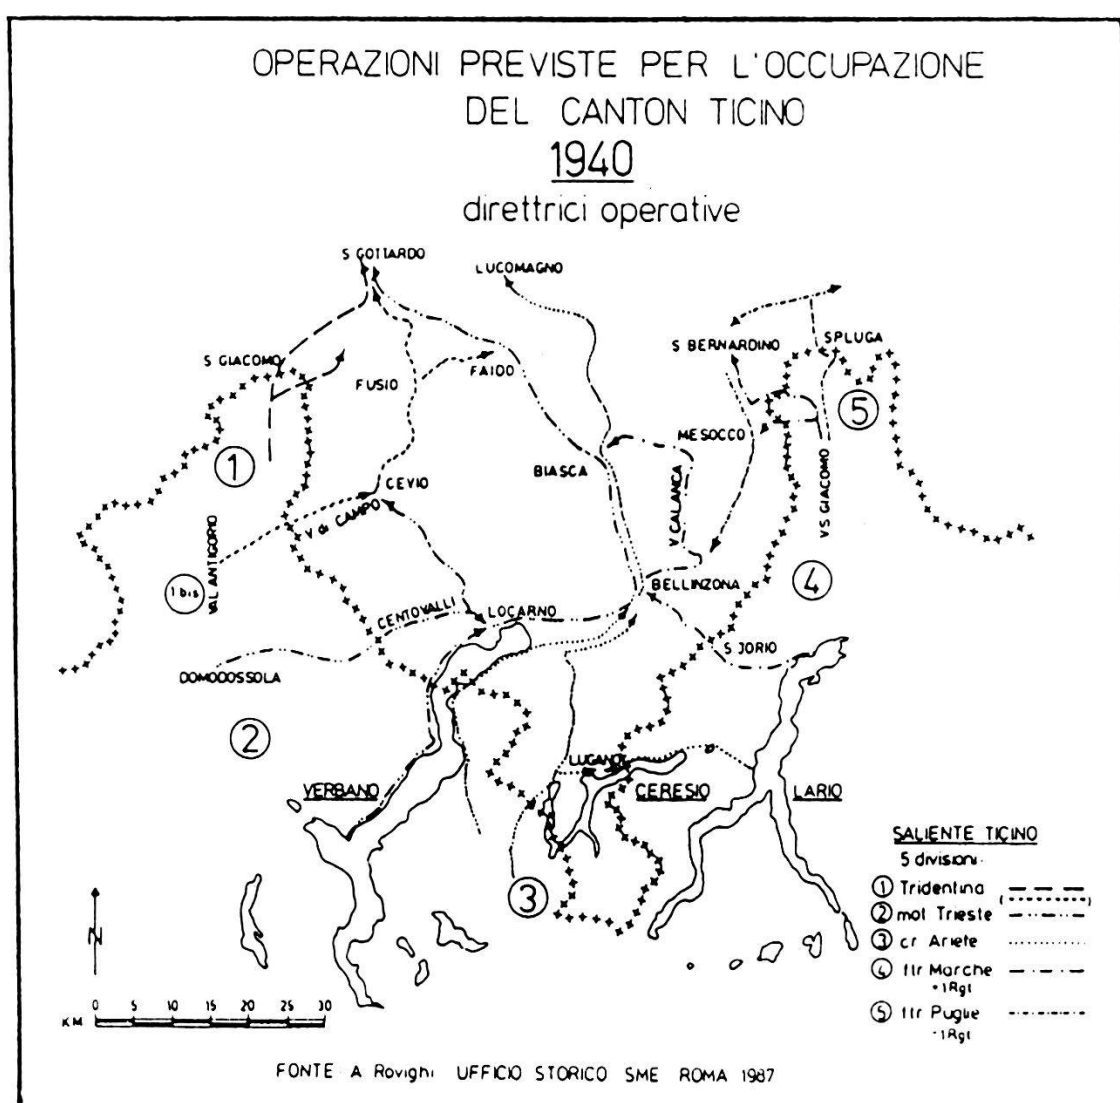 OPERAZIONI PREVISTE PER L'OCCUPAZIONE
DEL CANTON TICINO
1940
direttrici operative
S GOTTARDO
LUCOMAGNO
S GIACOMO
FUSIO
FAIDO
S BERNARDINO
SPLUGA
5
1
MESOCCO
BIASCA
CEVIO
V di CAMPO
V CALANCA
V S GIACOMO
VAL ANTIGORIO
1 bis
4
BELLINZONA
CENTOVALLI
LOCARNO
S JORIO
DOMODOSSOLA
2
LUGANO
VERBANO
CERESIO
LARIO
3
SALIENTE TICINO
5 divisioni
1 Tridentina
( )
2 mot Trieste
3 cr Ariete
4 ftr Marche
+1Rgt
5 ftr Puglie
-1Rgt
N
0 5 10 15 20 25 30
KM
FONTE A Rovighi UFFICIO STORICO SME ROMA 1987